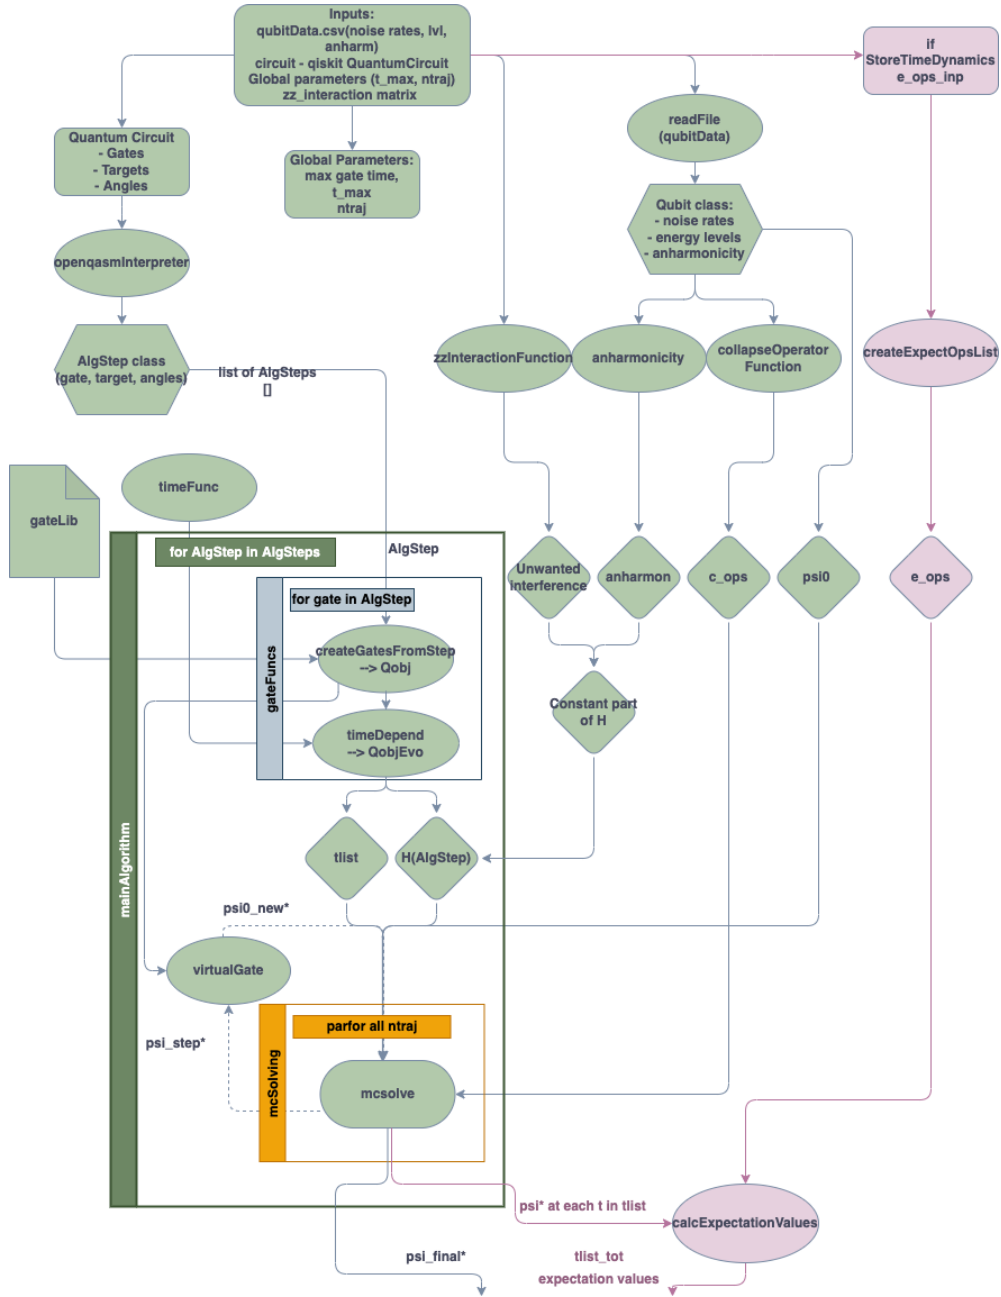 Inputs:
qubitData.csv(noise rates, lvl,
anharm)
circuit - qiskit QuantumCircuit
Global parameters (t_max, ntraj)
zz_interaction matrix
if
StoreTimeDynamics
e_ops_inp
Quantum Circuit
- Gates
- Targets
- Angles
Global Parameters:
max gate time,
t_max
ntraj
readFile
(qubitData)
Qubit class:
- noise rates
- energy levels
- anharmonicity
openqasmInterpreter
AlgStep class
(gate, target, angles)
list of AlgSteps
[]
zzInteractionFunction
anharmonicity
collapseOperator
Function
createExpectOpsList
gateLib
timeFunc
for AlgStep in AlgSteps
AlgStep
for gate in AlgStep
createGatesFromStep
--> Qobj
gateFuncs
timeDepend
--> QobjEvo
Unwanted
interference
anharmon
c_ops
psi0
e_ops
Constant part
of H
mainAlgorithm
tlist
H(AlgStep)
psi0_new*
virtualGate
psi_step*
parfor all ntraj
mcSolving
mcsolve
psi* at each t in tlist
calcExpectationValues
psi_final*
tlist_tot
expectation values